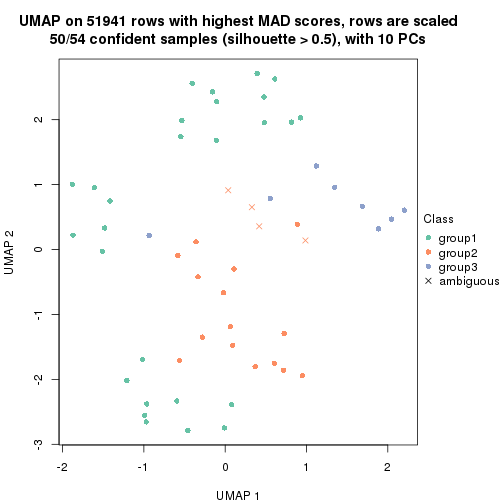 UMAP on 51941 rows with highest MAD scores, rows are scaled
50/54 confident samples (silhouette > 0.5), with 10 PCs
2
1
0
-1
-2
-3
UMAP 2
-2
-1
0
1
2
UMAP 1
Class
group1
group2
group3
ambiguous